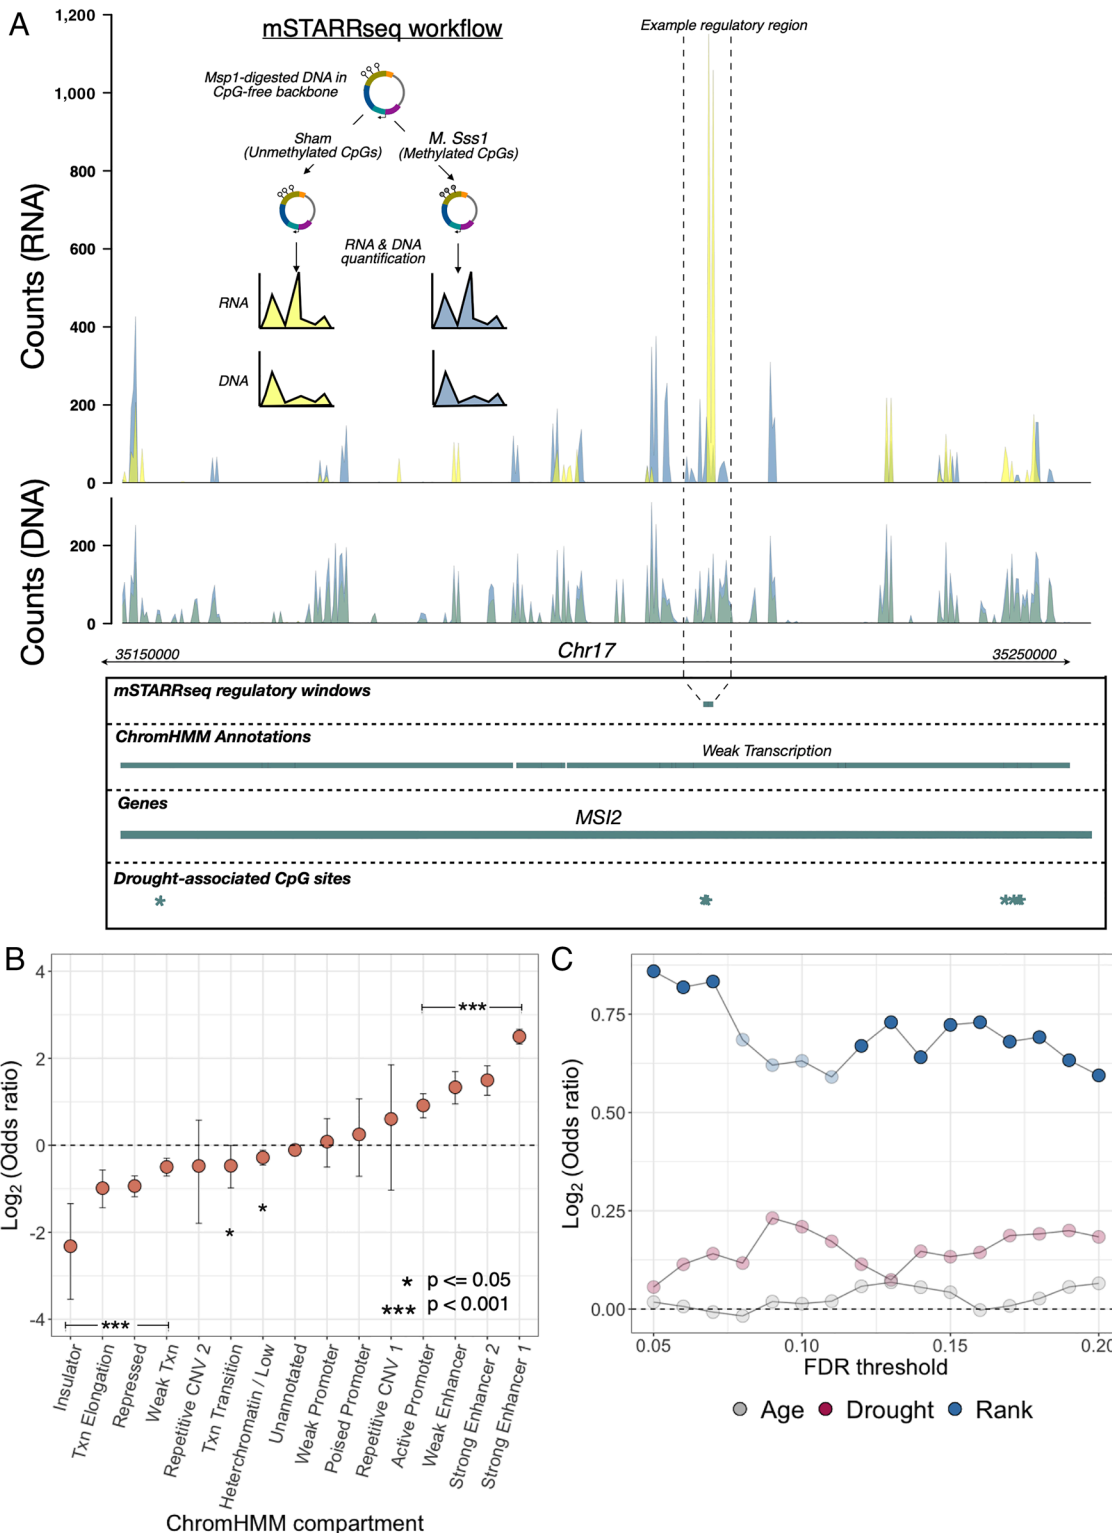 A
mSTARRseq workflow
Example regulatory region
Msp1-digested DNA in
CpG-free backbone
Sham
(Unmethylated CpGs)
M. Sss1
(Methylated CpGs)
RNA & DNA
quantification
RNA
DNA
Counts (RNA)
1,200
1,000
800
600
400
200
0
Counts (DNA)
200
0
35150000
Chr17
35250000
mSTARRseq regulatory windows
ChromHMM Annotations
Weak Transcription
Genes
MSI2
Drought-associated CpG sites
*
**
***
B
Log2 (Odds ratio)
4
2
0
-2
-4
***
*
*
* p <= 0.05
*** p < 0.001
***
Insulator
Txn Elongation
Repressed
Weak Txn
Repetitive CNV 2
Txn Transition
Heterchromatin / Low
Unannotated
Weak Promoter
Poised Promoter
Repetitive CNV 1
Active Promoter
Weak Enhancer
Strong Enhancer 2
Strong Enhancer 1
ChromHMM compartment
C
Log2 (Odds ratio)
0.75
0.50
0.25
0.00
0.05
0.10
0.15
0.20
FDR threshold
Age
Drought
Rank